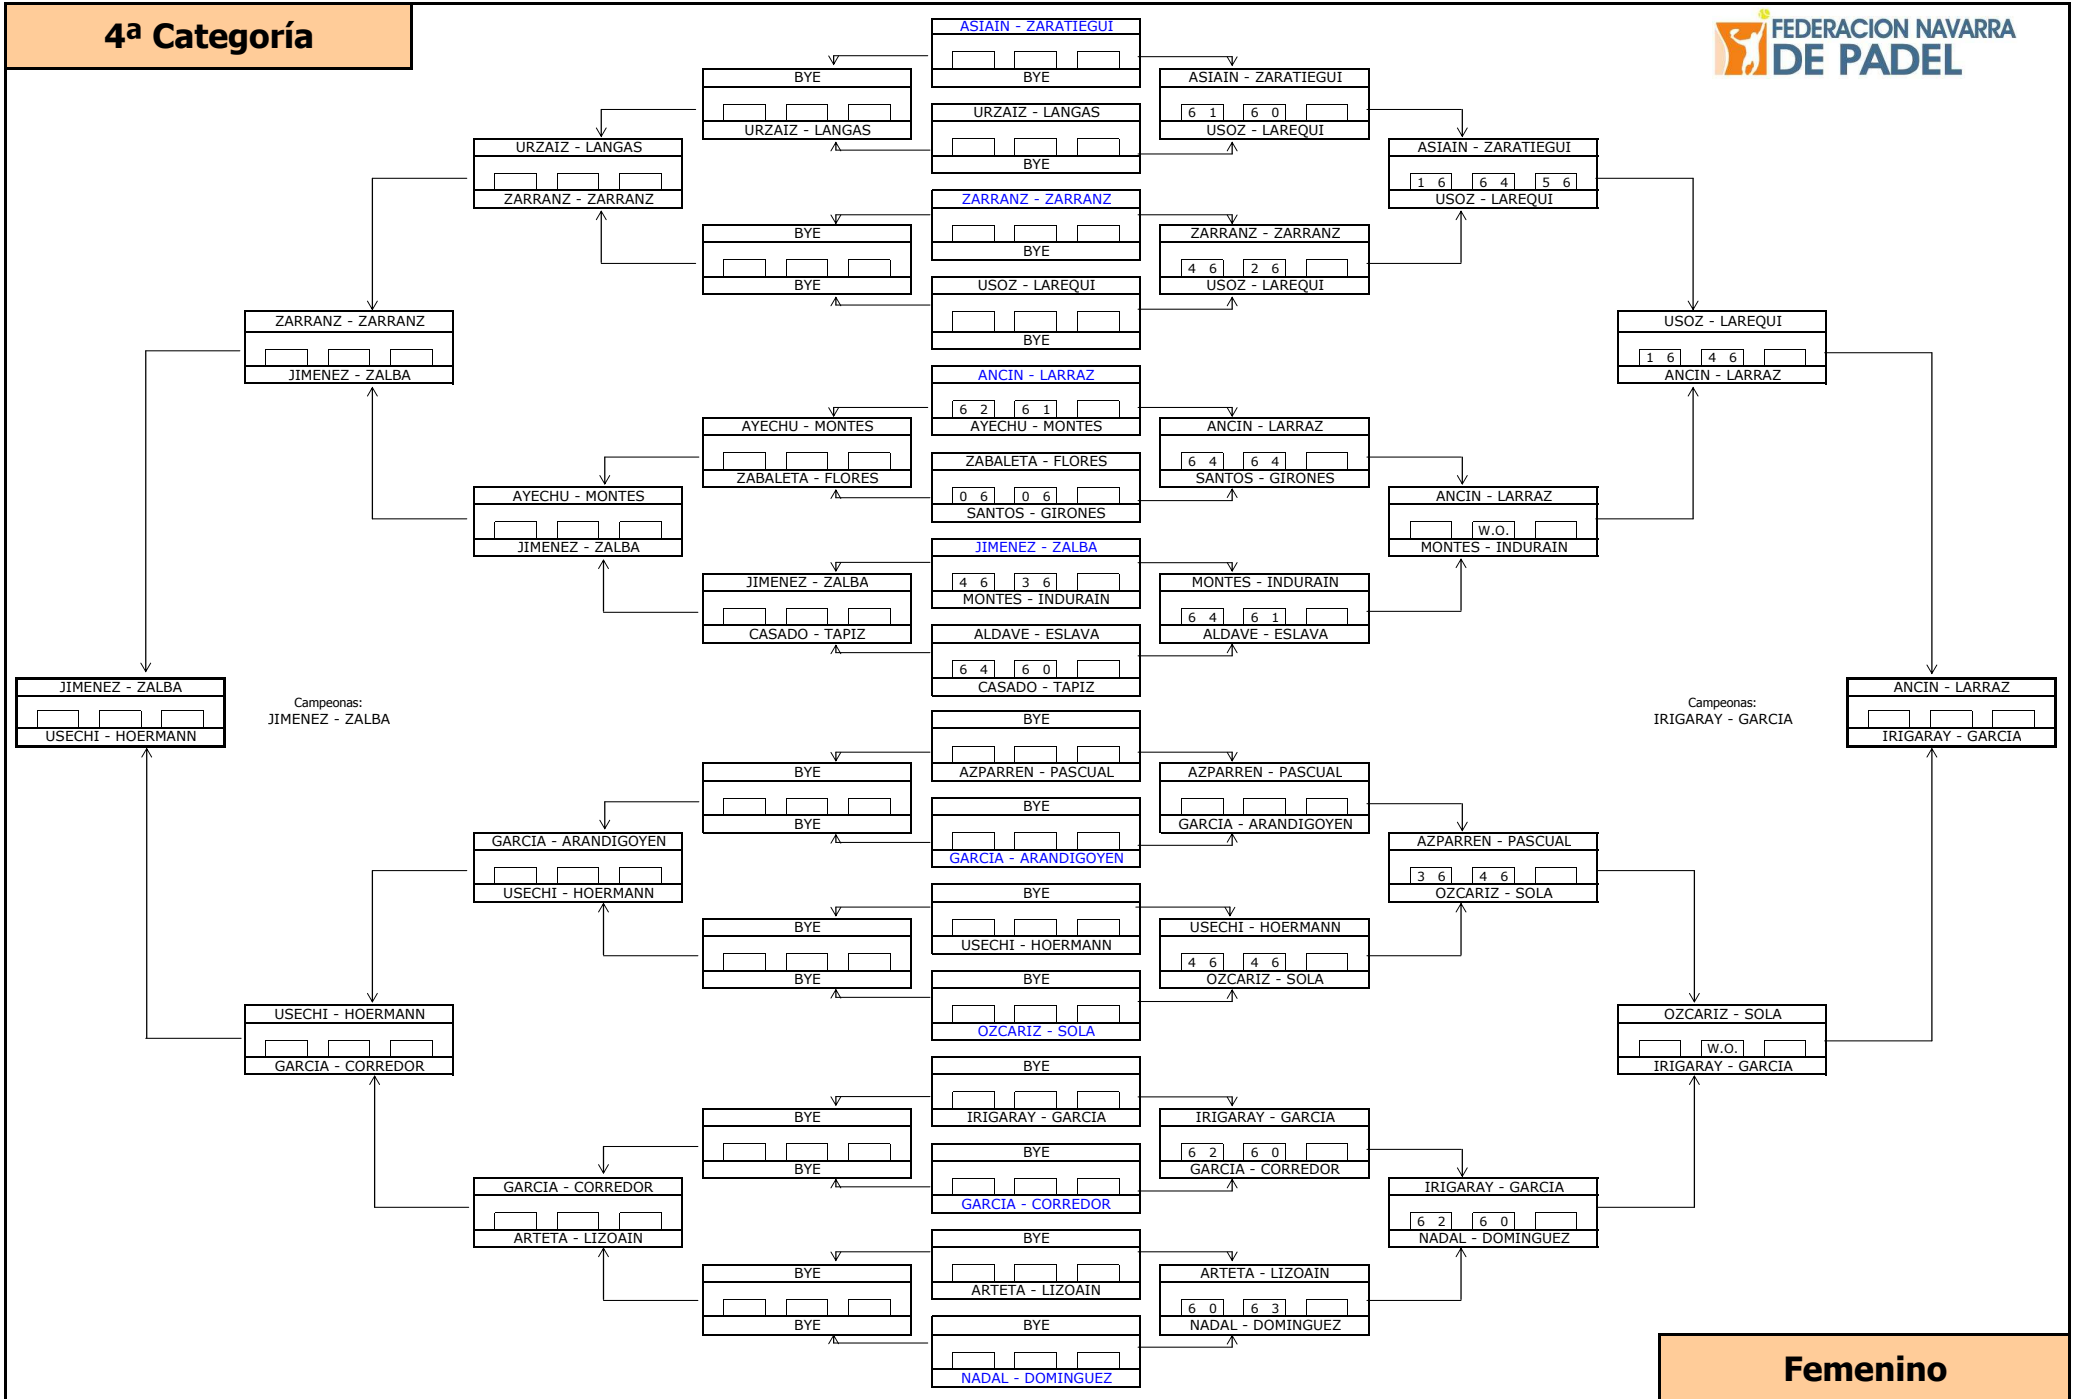 4ª Categoría
FEDERACION NAVARRA
DE PADEL
JIMENEZ - ZALBA
USECHI - HOERMANN
Campeonas:
JIMENEZ - ZALBA
ZARRANZ - ZARRANZ
JIMENEZ - ZALBA
USECHI - HOERMANN
GARCIA - CORREDOR
URZAIZ - LANGAS
ZARRANZ - ZARRANZ
AYECHU - MONTES
JIMENEZ - ZALBA
GARCIA - ARANDIGOYEN
USECHI - HOERMANN
GARCIA - CORREDOR
ARTETA - LIZOAIN
BYE
URZAIZ - LANGAS
BYE
BYE
AYECHU - MONTES
ZABALETA - FLORES
JIMENEZ - ZALBA
CASADO - TAPIZ
BYE
BYE
BYE
BYE
BYE
BYE
BYE
BYE
ASIAIN - ZARATIEGUI
BYE
URZAIZ - LANGAS
BYE
ZARRANZ - ZARRANZ
BYE
USOZ - LAREQUI
BYE
ANCIN - LARRAZ
6 2 6 1
AYECHU - MONTES
ZABALETA - FLORES
0 6 0 6
SANTOS - GIRONES
JIMENEZ - ZALBA
4 6 3 6
MONTES - INDURAIN
ALDAVE - ESLAVA
6 4 6 0
CASADO - TAPIZ
BYE
AZPARREN - PASCUAL
BYE
GARCIA - ARANDIGOYEN
BYE
USECHI - HOERMANN
BYE
OZCARIZ - SOLA
BYE
IRIGARAY - GARCIA
BYE
GARCIA - CORREDOR
BYE
ARTETA - LIZOAIN
BYE
NADAL - DOMINGUEZ
ASIAIN - ZARATIEGUI
6 1 6 0
USOZ - LAREQUI
ZARRANZ - ZARRANZ
4 6 2 6
USOZ - LAREQUI
ANCIN - LARRAZ
6 4 6 4
SANTOS - GIRONES
MONTES - INDURAIN
6 4 6 1
ALDAVE - ESLAVA
AZPARREN - PASCUAL
GARCIA - ARANDIGOYEN
USECHI - HOERMANN
4 6 4 6
OZCARIZ - SOLA
IRIGARAY - GARCIA
6 2 6 0
GARCIA - CORREDOR
ARTETA - LIZOAIN
6 0 6 3
NADAL - DOMINGUEZ
ASIAIN - ZARATIEGUI
1 6 6 4 5 6
USOZ - LAREQUI
ANCIN - LARRAZ
W.O.
MONTES - INDURAIN
AZPARREN - PASCUAL
3 6 4 6
OZCARIZ - SOLA
IRIGARAY - GARCIA
6 2 6 0
NADAL - DOMINGUEZ
USOZ - LAREQUI
1 6 4 6
ANCIN - LARRAZ
OZCARIZ - SOLA
W.O.
IRIGARAY - GARCIA
Campeonas:
IRIGARAY - GARCIA
ANCIN - LARRAZ
IRIGARAY - GARCIA
Femenino